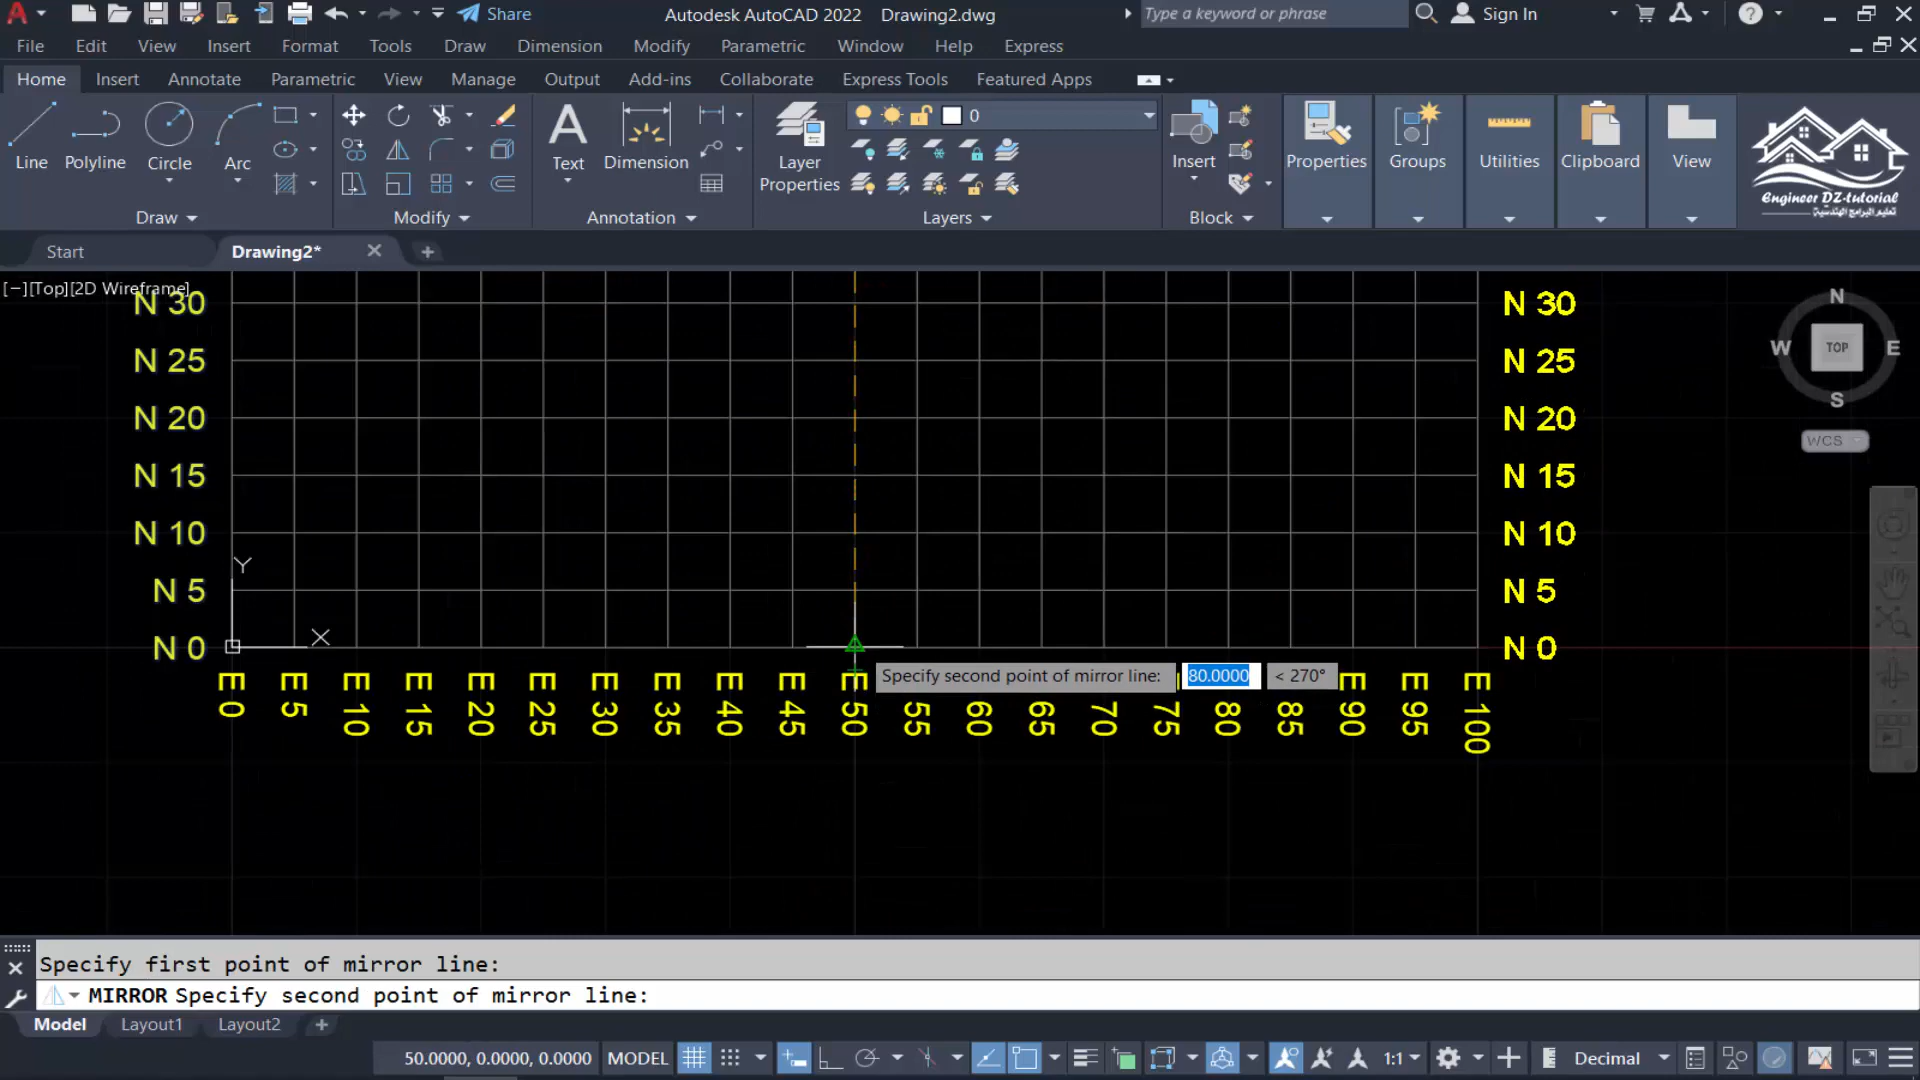 Share
Autodesk AutoCAD 2022 Drawing2.dwg
Type a keyword or phrase
Sign In
File Edit View Insert Format Tools Draw Dimension Modify Parametric Window Help Express
Home Insert Annotate Parametric View Manage Output Add-ins Collaborate Express Tools Featured Apps
0
Line Polyline Circle Arc Text Dimension Layer Properties Insert Properties Groups Utilities Clipboard View
Engineer DZ-tutorial
تعليم البرامج الهندسية
Draw Modify Annotation Layers Block
Start Drawing2*
[−][Top][2D Wireframe]
N
W TOP E
S
WCS
N 30 N 30
N 25 N 25
N 20 N 20
N 15 N 15
N 10 N 10
Y
N 5 N 5
X
N 0 N 0
E 0 E 5 E 10 E 15 E 20 E 25 E 30 E 35 E 40 E 45 E 50 55 60 65 70 75 80 85 E 90 E 95 E 100
Specify second point of mirror line: 80.0000 < 270°
Specify first point of mirror line:
MIRROR Specify second point of mirror line:
Model Layout1 Layout2
50.0000, 0.0000, 0.0000 MODEL 1:1 Decimal